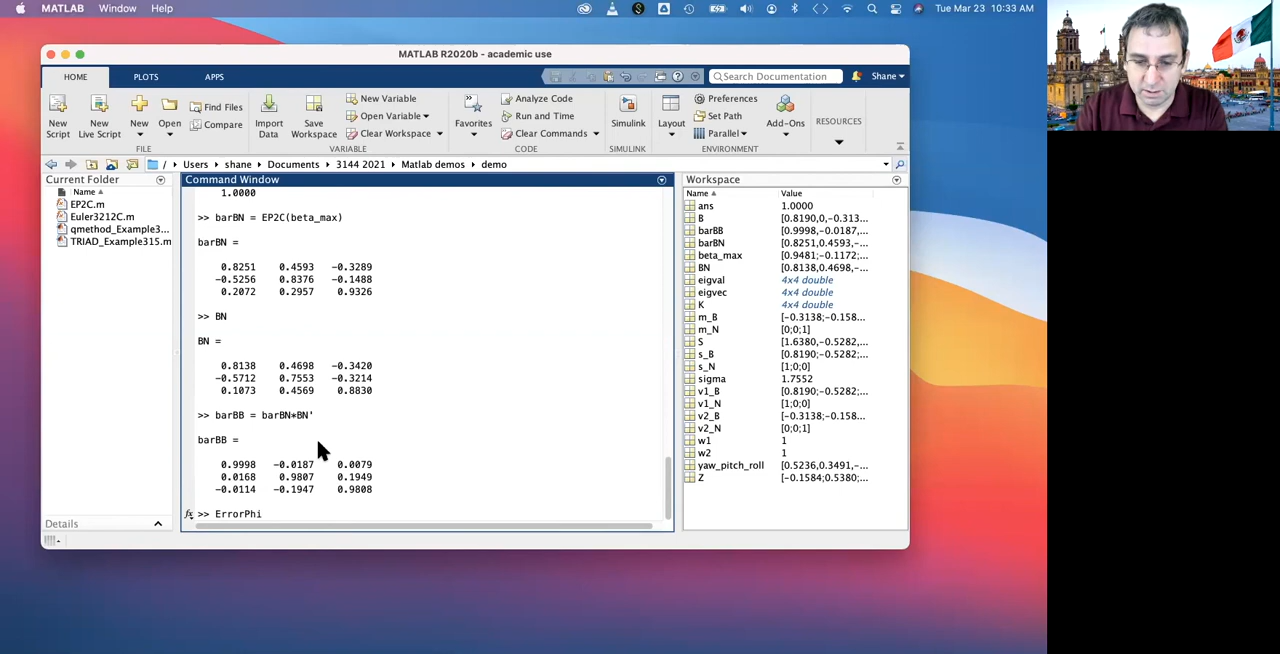 MATLAB Window Help
Tue Mar 23 10:33 AM
MATLAB R2020b - academic use
HOME PLOTS APPS
Search Documentation
Shane
New Script
New Live Script
New
Open
Find Files
Compare
Import Data
Save Workspace
New Variable
Open Variable
Clear Workspace
Favorites
Analyze Code
Run and Time
Clear Commands
Simulink
Layout
Preferences
Set Path
Parallel
Add-Ons
RESOURCES
FILE VARIABLE CODE SIMULINK ENVIRONMENT
/ Users shane Documents 3144 2021 Matlab demos demo
Current Folder
Name
EP2C.m
Euler3212C.m
qmethod_Example3...
TRIAD_Example315.m
Details
Command Window
1.0000
>> barBN = EP2C(beta_max)
barBN =
0.8251 0.4593 -0.3289
-0.5256 0.8376 -0.1488
0.2072 0.2957 0.9326
>> BN
BN =
0.8138 0.4698 -0.3420
-0.5712 0.7553 -0.3214
0.1073 0.4569 0.8830
>> barBB = barBN*BN'
barBB =
0.9998 -0.0187 0.0079
0.0168 0.9807 0.1949
-0.0114 -0.1947 0.9808
fx >> ErrorPhi
Workspace
Name Value
ans 1.0000
B [0.8190,0,-0.313...
barBB [0.9998,-0.0187,...
barBN [0.8251,0.4593,-...
beta_max [0.9481;-0.1172;...
BN [0.8138,0.4698,-...
eigval 4x4 double
eigvec 4x4 double
K 4x4 double
m_B [-0.3138;-0.158...
m_N [0;0;1]
S [1.6380,-0.5282,...
s_B [0.8190;-0.5282;...
s_N [1;0;0]
sigma 1.7552
v1_B [0.8190;-0.5282;...
v1_N [1;0;0]
v2_B [-0.3138;-0.158...
v2_N [0;0;1]
w1 1
w2 1
yaw_pitch_roll [0.5236,0.3491,-...
Z [-0.1584;0.5380;...